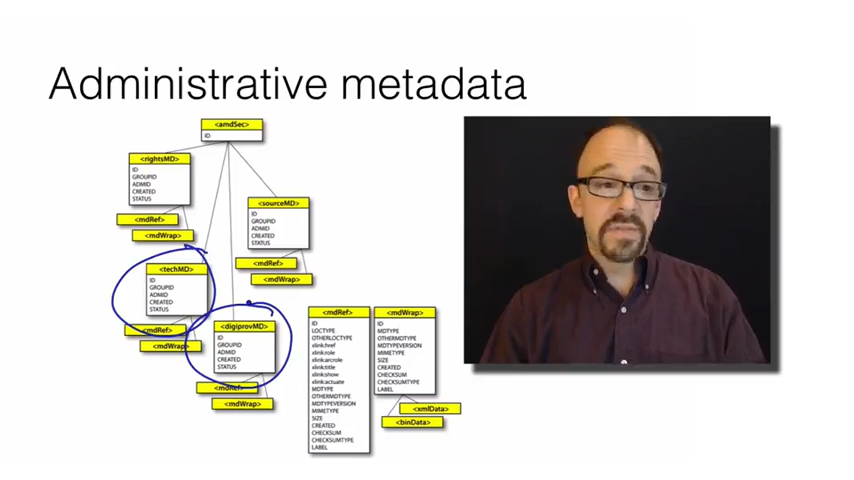 Administrative metadata
<amdSec>
ID
<rightsMD>
ID
GROUPID
ADMID
CREATED
STATUS
<mdRef>
<mdWrap>
<sourceMD>
ID
GROUPID
ADMID
CREATED
STATUS
<mdRef>
<mdWrap>
<techMD>
ID
GROUPID
ADMID
CREATED
STATUS
<mdRef>
<mdWrap>
<digiprovMD>
ID
GROUPID
ADMID
CREATED
STATUS
<mdRef>
<mdWrap>
<mdRef>
ID
LOCTYPE
OTHERLOCTYPE
xlink:href
xlink:role
xlink:arcrole
xlink:title
xlink:show
xlink:actuate
MDTYPE
OTHERMDTYPE
MDTYPEVERSION
MIMETYPE
SIZE
CREATED
CHECKSUM
CHECKSUMTYPE
LABEL
<mdWrap>
ID
MDTYPE
OTHERMDTYPE
MDTYPEVERSION
MIMETYPE
SIZE
CREATED
CHECKSUM
CHECKSUMTYPE
LABEL
<xmlData>
<binData>